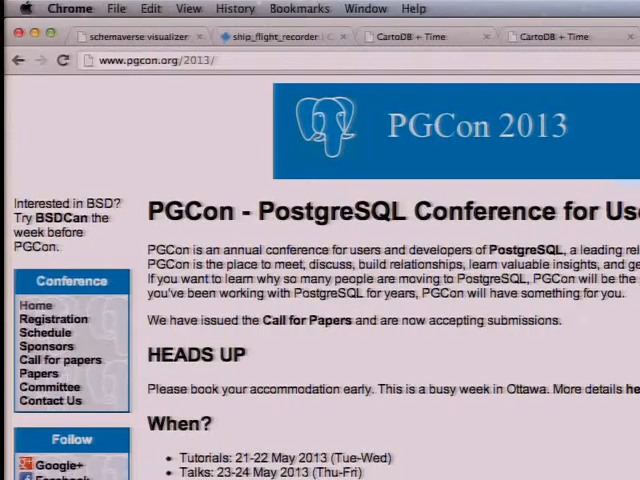 Chrome File Edit View History Bookmarks Window Help
schemaverse visualizer × ship_flight_recorder | C × CartoDB + Time × CartoDB + Time ×
www.pgcon.org/2013/
PGCon 2013
Interested in BSD?
Try BSDCan the
week before
PGCon.
Conference
Home
Registration
Schedule
Sponsors
Call for papers
Papers
Committee
Contact Us
Follow
Google+
Facebook
PGCon - PostgreSQL Conference for Us
PGCon is an annual conference for users and developers of PostgreSQL, a leading rel
PGCon is the place to meet, discuss, build relationships, learn valuable insights, and ge
If you want to learn why so many people are moving to PostgreSQL, PGCon will be the
you've been working with PostgreSQL for years, PGCon will have something for you.
We have issued the Call for Papers and are now accepting submissions.
HEADS UP
Please book your accommodation early. This is a busy week in Ottawa. More details he
When?
• Tutorials: 21-22 May 2013 (Tue-Wed)
• Talks: 23-24 May 2013 (Thu-Fri)